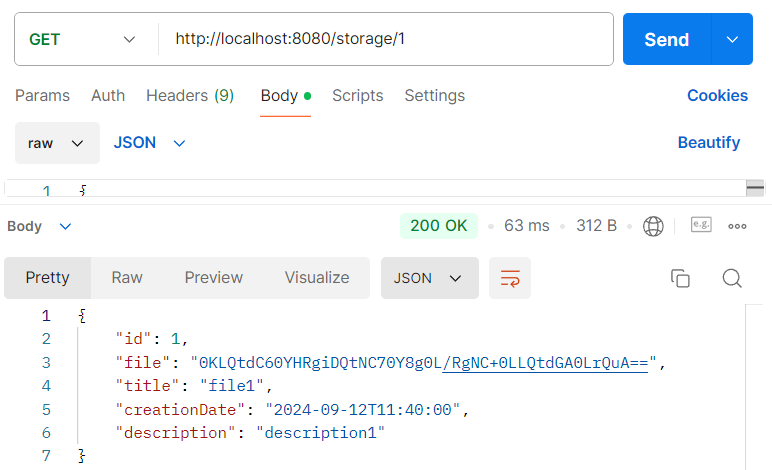 GET http://localhost:8080/storage/1 Send
Params Auth Headers (9) Body Scripts Settings Cookies
raw JSON Beautify
1 {
Body 200 OK 63 ms 312 B e.g.
Pretty Raw Preview Visualize JSON
1 {
2 "id": 1,
3 "file": "0KLQtdC60YHRgiDQtNC70Y8g0L/RgNC+0LLQtdGA0LrQuA==",
4 "title": "file1",
5 "creationDate": "2024-09-12T11:40:00",
6 "description": "description1"
7 }